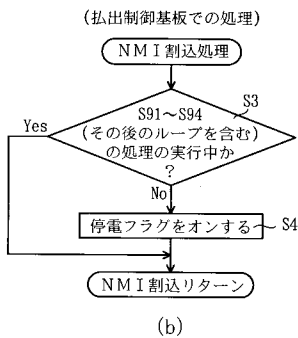 (払出制御基板での処理)
NMI割込処理
S3
S91～S94
(その後のループを含む)
の処理の実行中か
?
Yes
No
停電フラグをオンする
S4
NMI割込リターン
(b)